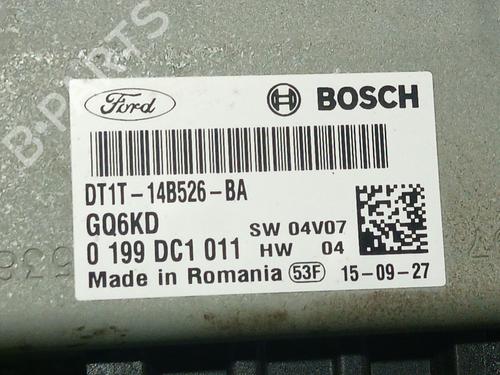 B-PARTS
Ford
BOSCH
DT1T-14B526-BA
GQ6KD
SW 04V07
0 199 DC1 011
HW 04
Made in Romania
53F
15-09-27